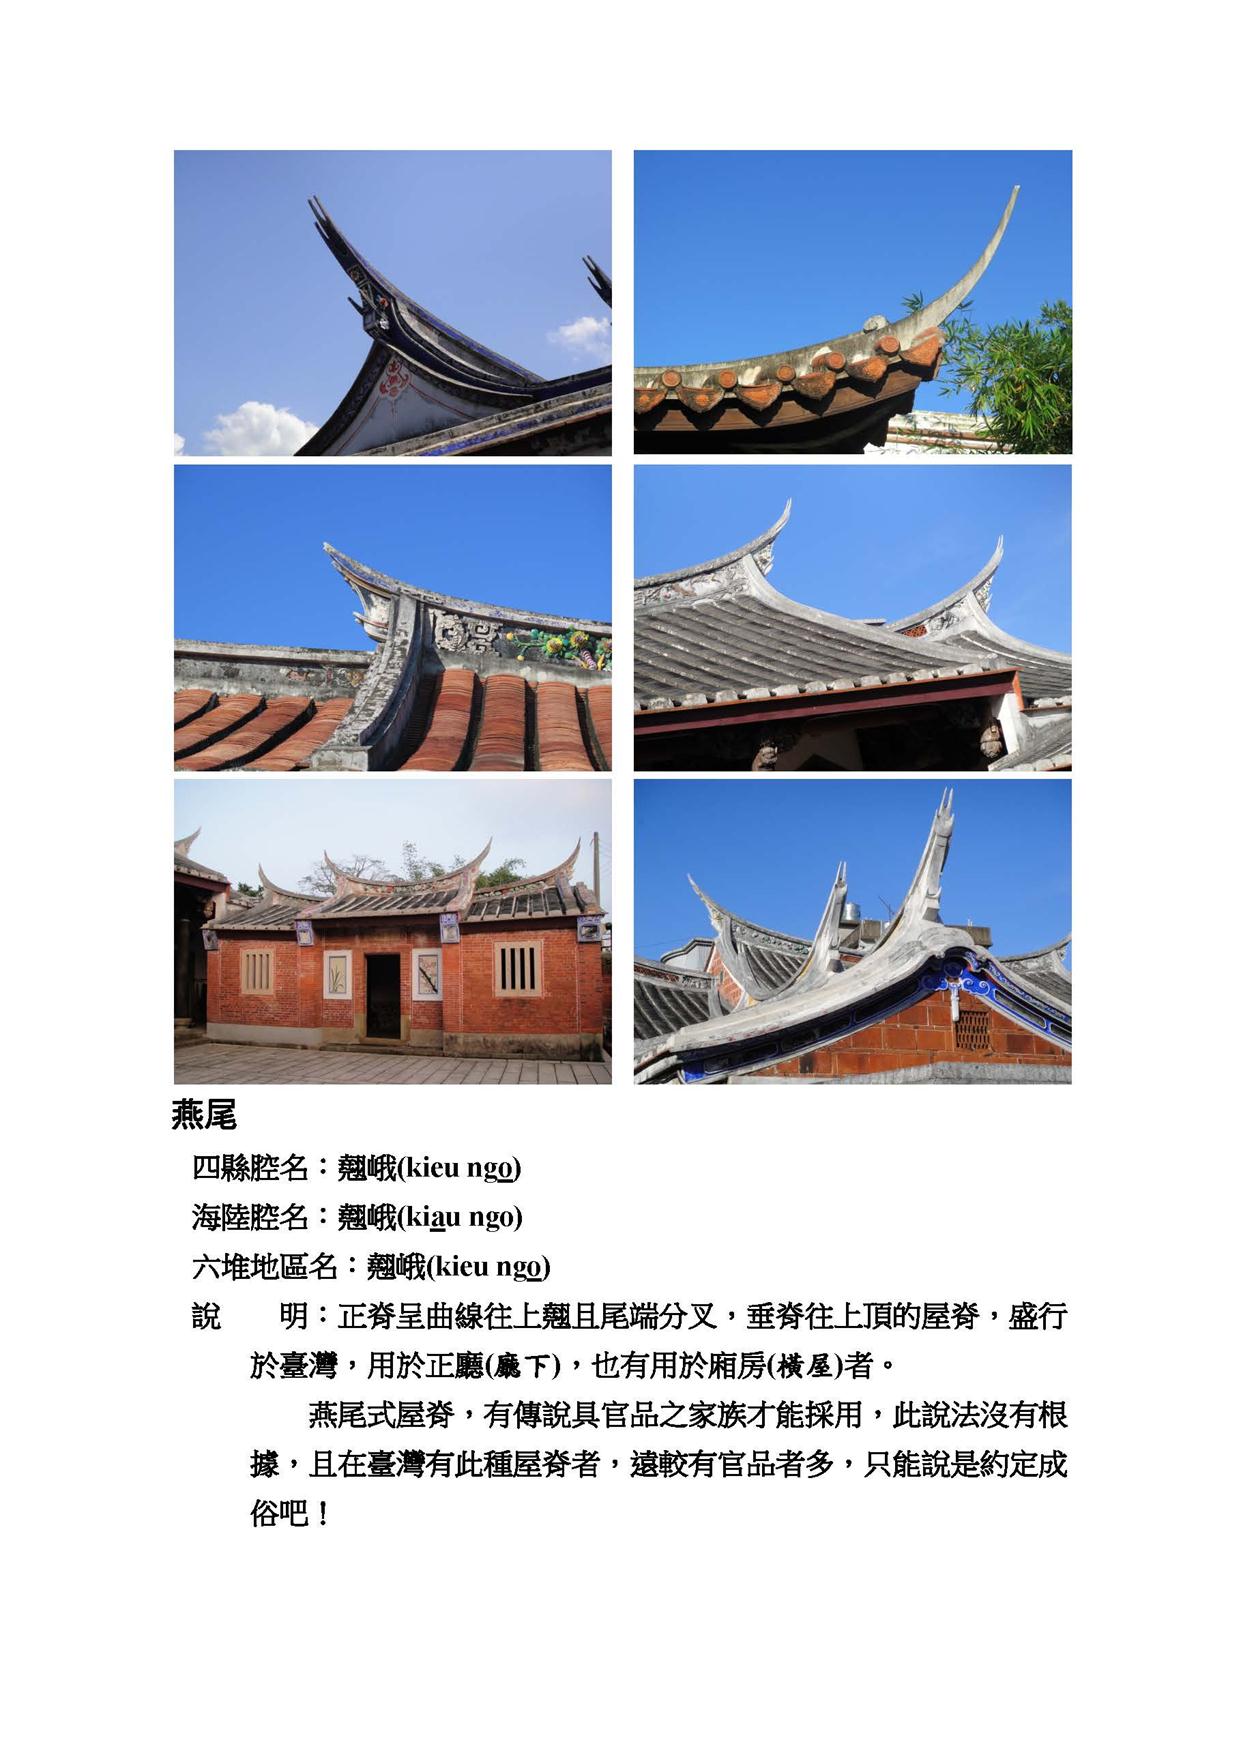 燕尾
四縣腔名：翹峨(kieu ngo)
海陸腔名：翹峨(kiau ngo)
六堆地區名：翹峨(kieu ngo)
說　　明：正脊呈曲線往上翹且尾端分叉，垂脊往上頂的屋脊，盛行
於臺灣，用於正廳(廳下)，也有用於廂房(橫屋)者。
燕尾式屋脊，有傳說具官品之家族才能採用，此說法沒有根
據，且在臺灣有此種屋脊者，遠較有官品者多，只能說是約定成
俗吧！